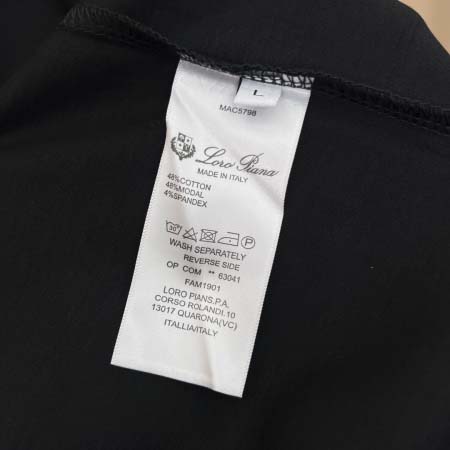 L
MAC5798
Loro Piana
MADE IN ITALY
48%COTTON
48%MODAL
4%SPANDEX
30°
P
WASH SEPARATELY
REVERSE SIDE
OP COM ** 63041
FAM1901
LORO PIANS.P.A.
CORSO ROLANDI.10
13017 QUARONA(VC)
ITALLIA/ITALY